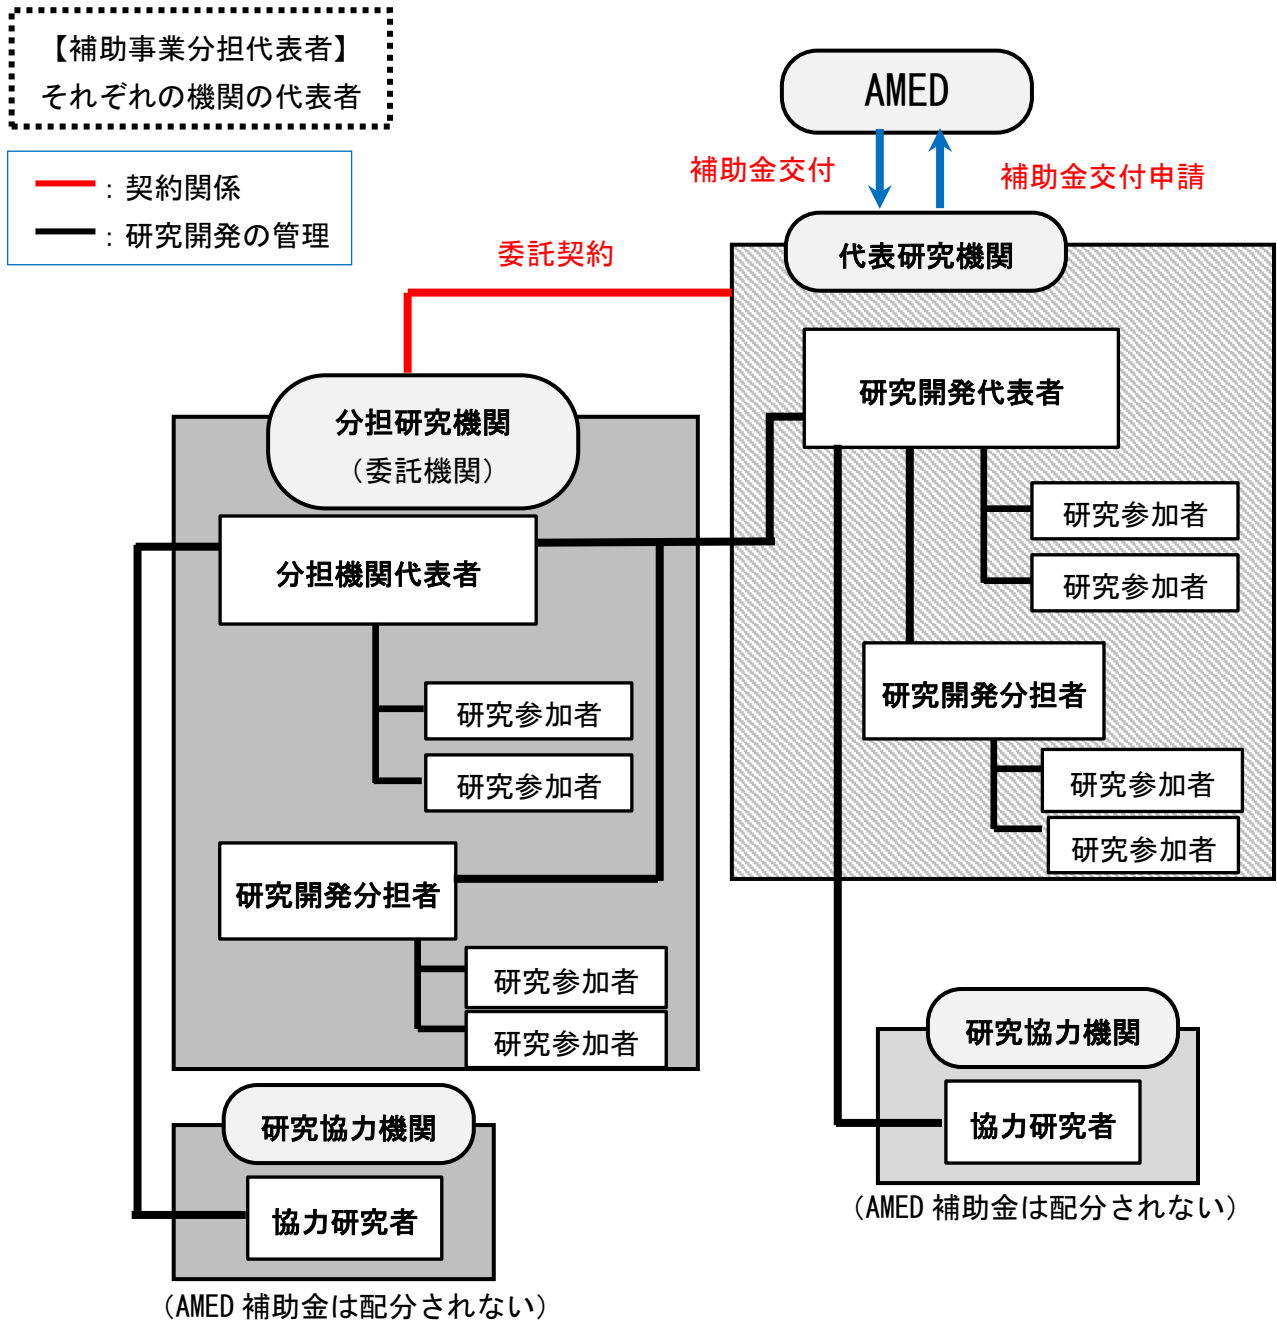 【補助事業分担代表者】
それぞれの機関の代表者
：契約関係
：研究開発の管理
AMED
補助金交付
補助金交付申請
代表研究機関
委託契約
研究開発代表者
研究参加者
研究参加者
研究開発分担者
研究参加者
研究参加者
分担研究機関
（委託機関）
分担機関代表者
研究参加者
研究参加者
研究開発分担者
研究参加者
研究参加者
研究協力機関
協力研究者
（AMED 補助金は配分されない）
研究協力機関
協力研究者
（AMED 補助金は配分されない）